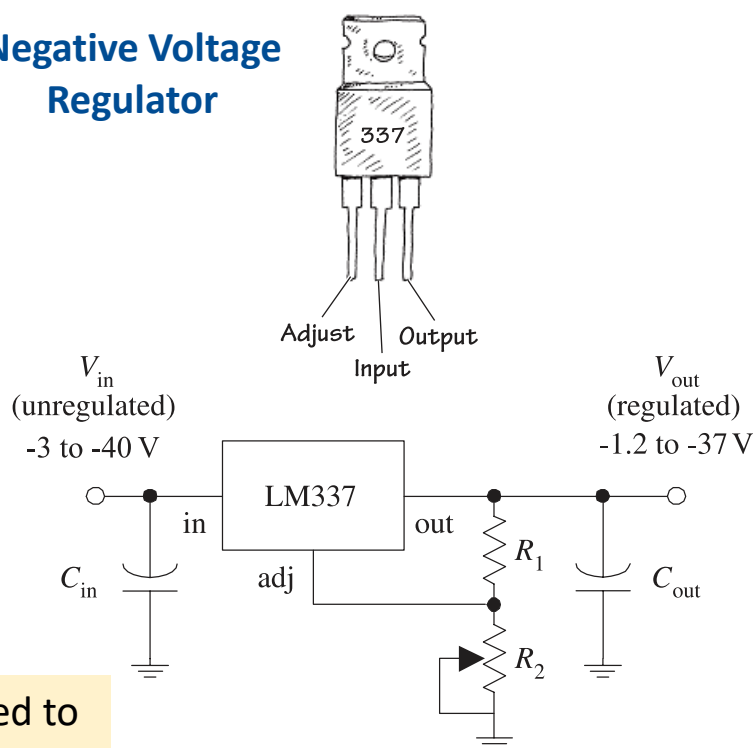 Negative Voltage
Regulator
337
Adjust
Output
Input
V_in
(unregulated)
-3 to -40 V
V_out
(regulated)
-1.2 to -37 V
LM337
in
out
adj
C_in
R_1
C_out
R_2
ed to